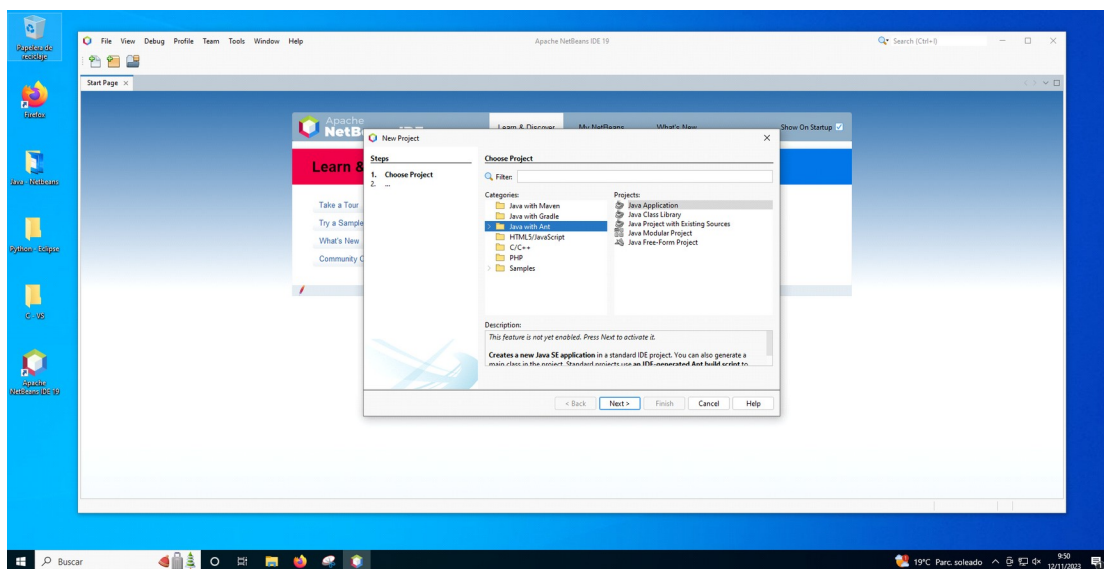 Papelera de
reciclaje
Firefox
Java - Netbeans
Python - Eclipse
C - VS
Apache
NetBeans IDE 19
File View Debug Profile Team Tools Window Help
Apache NetBeans IDE 19
Search (Ctrl+I)
Start Page
Apache
NetB
Learn & Discover
My NetBeans
What's New
Show On Startup
Learn &
Take a Tour
Try a Sample
What's New
Community
New Project
Steps
1. Choose Project
2. ...
Choose Project
Filter:
Categories:
Java with Maven
Java with Gradle
Java with Ant
HTML5/JavaScript
C/C++
PHP
Samples
Projects:
Java Application
Java Class Library
Java Project with Existing Sources
Java Modular Project
Java Free-Form Project
Description:
This feature is not yet enabled. Press Next to activate it.
Creates a new Java SE application in a standard IDE project. You can also generate a
main class in the project. Standard projects use an IDE-generated Ant build script to
< Back Next > Finish Cancel Help
Buscar
19°C Parc. soleado
9:50
12/11/2023